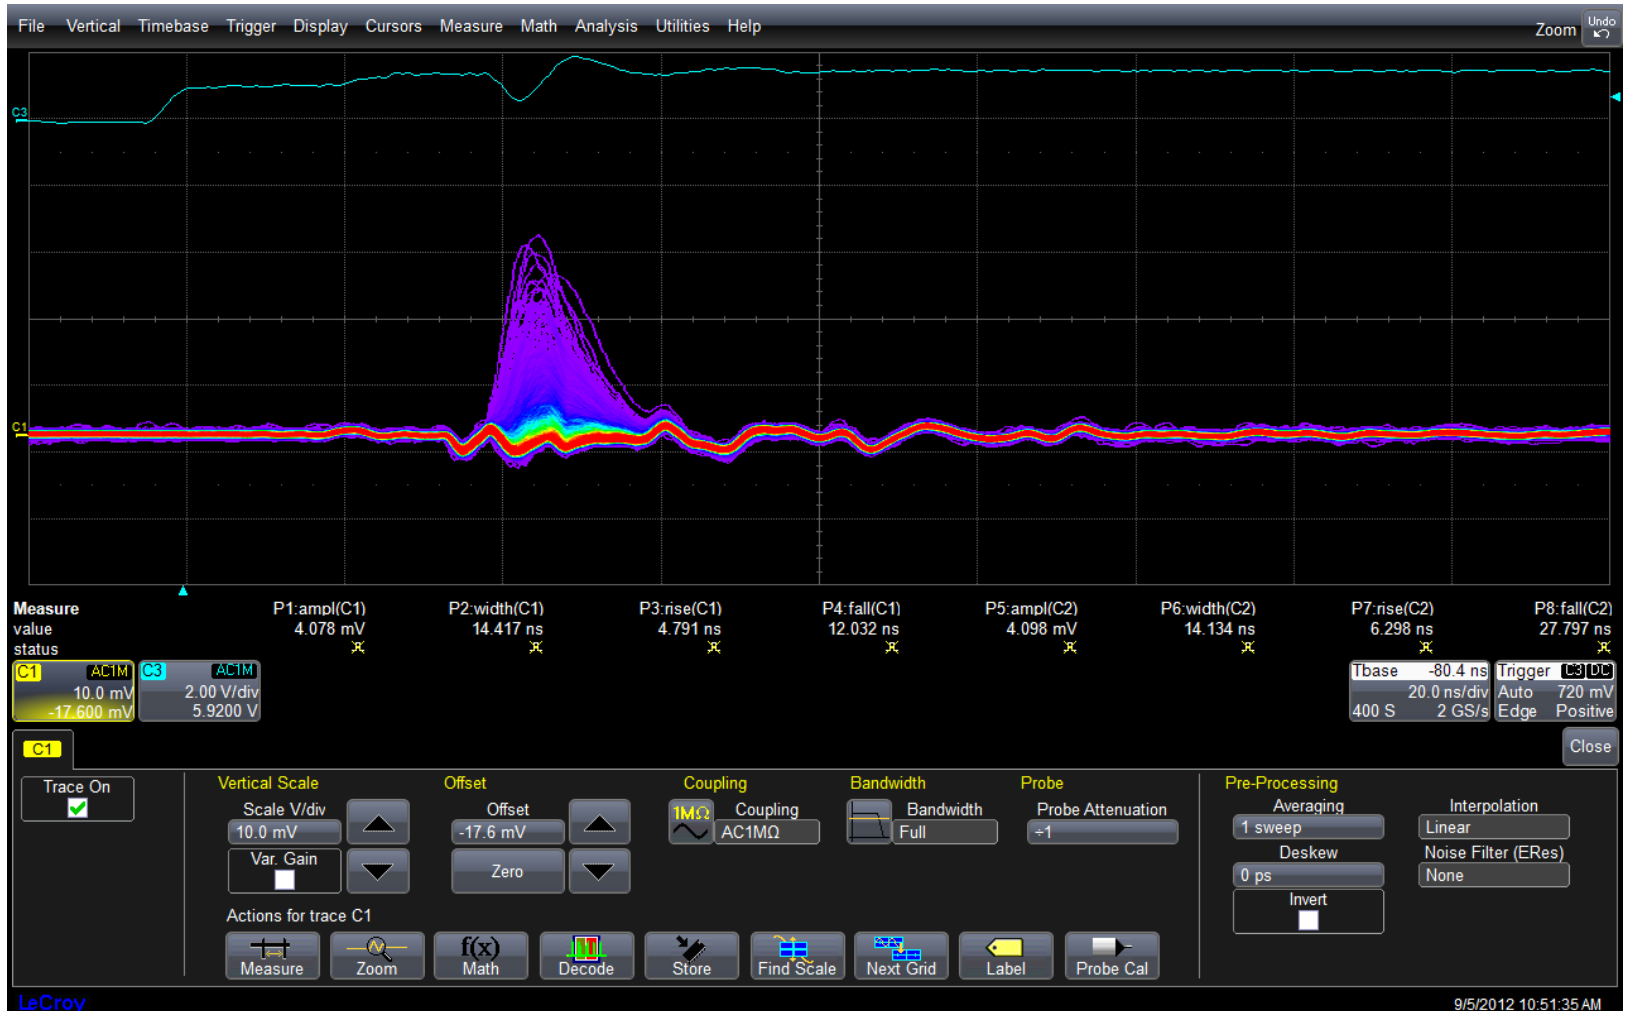 File Vertical Timebase Trigger Display Cursors Measure Math Analysis Utilities Help Zoom Undo
C3
C1
Measure P1:ampl(C1) P2:width(C1) P3:rise(C1) P4:fall(C1) P5:ampl(C2) P6:width(C2) P7:rise(C2) P8:fall(C2)
value 4.078 mV 14.417 ns 4.791 ns 12.032 ns 4.098 mV 14.134 ns 6.298 ns 27.797 ns
status
C1 AC1M C3 AC1M Tbase -80.4 ns Trigger C3 DC
10.0 mV 2.00 V/div 20.0 ns/div Auto 720 mV
-17.600 mV 5.9200 V 400 S 2 GS/s Edge Positive
C1 Close
Trace On Vertical Scale Offset Coupling Bandwidth Probe Pre-Processing
Scale V/div Offset 1MΩ Coupling Bandwidth Probe Attenuation Averaging Interpolation
10.0 mV -17.6 mV AC1MΩ Full ÷1 1 sweep Linear
Var. Gain Zero Deskew Noise Filter (ERes)
0 ps None
Invert
Actions for trace C1
f(x)
Measure Zoom Math Decode Store Find Scale Next Grid Label Probe Cal
LeCroy 9/5/2012 10:51:35 AM